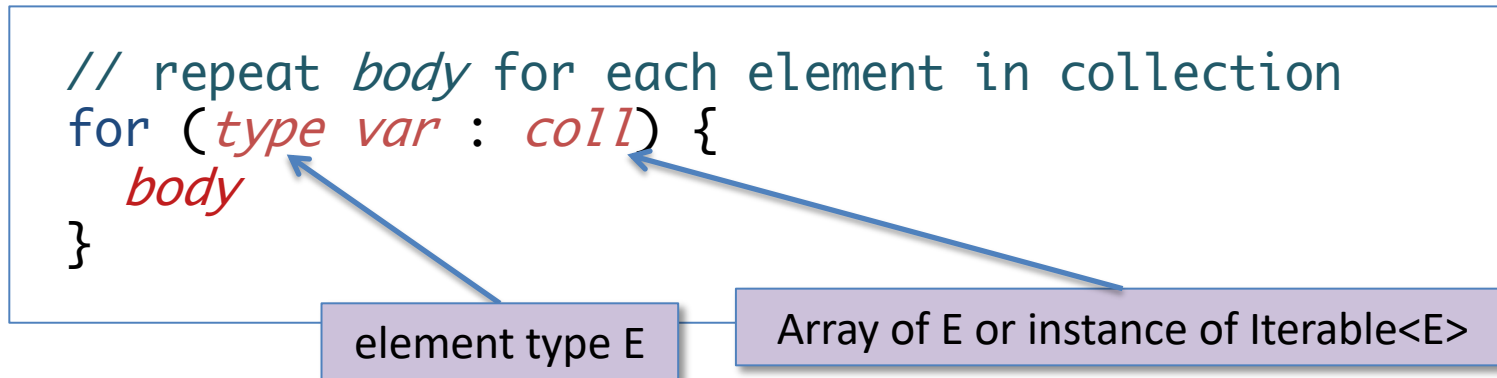 // repeat body for each element in collection
for (type var : coll) {
body
}
element type E
Array of E or instance of Iterable<E>